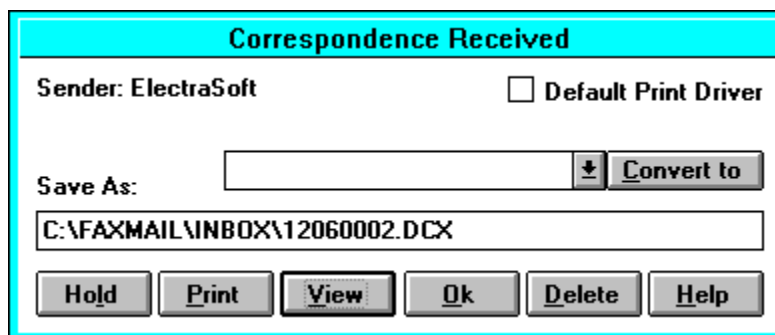 Correspondence Received
Sender: ElectraSoft
Default Print Driver
Save As:
Convert to
C:\FAXMAIL\INBOX\12060002.DCX
Hold Print View Ok Delete Help